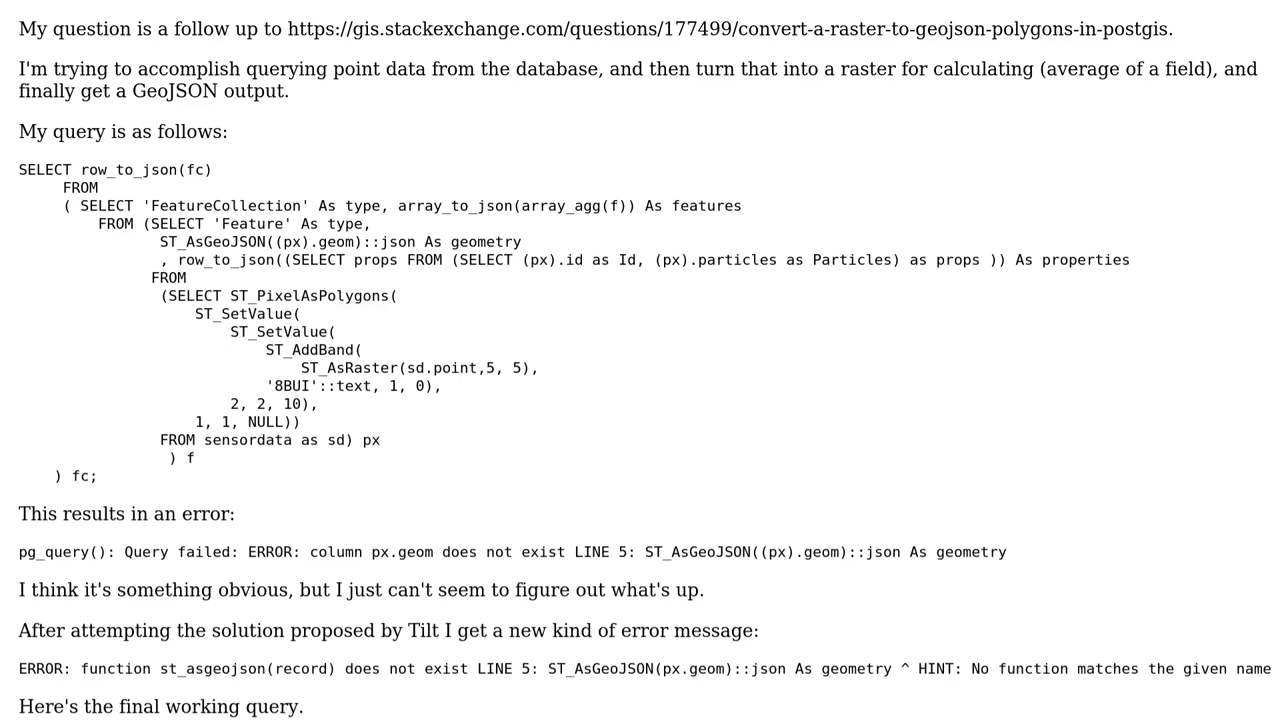 My question is a follow up to https://gis.stackexchange.com/questions/177499/convert-a-raster-to-geojson-polygons-in-postgis.
I'm trying to accomplish querying point data from the database, and then turn that into a raster for calculating (average of a field), and
finally get a GeoJSON output.
My query is as follows:
SELECT row_to_json(fc)
     FROM
     ( SELECT 'FeatureCollection' As type, array_to_json(array_agg(f)) As features
         FROM (SELECT 'Feature' As type,
                ST_AsGeoJSON((px).geom)::json As geometry
                , row_to_json((SELECT props FROM (SELECT (px).id as Id, (px).particles as Particles) as props )) As properties
               FROM
                (SELECT ST_PixelAsPolygons(
                    ST_SetValue(
                        ST_SetValue(
                            ST_AddBand(
                                ST_AsRaster(sd.point,5, 5),
                            '8BUI'::text, 1, 0),
                        2, 2, 10),
                    1, 1, NULL))
                FROM sensordata as sd) px
                 ) f
    ) fc;
This results in an error:
pg_query(): Query failed: ERROR: column px.geom does not exist LINE 5: ST_AsGeoJSON((px).geom)::json As geometry
I think it's something obvious, but I just can't seem to figure out what's up.
After attempting the solution proposed by Tilt I get a new kind of error message:
ERROR: function st_asgeojson(record) does not exist LINE 5: ST_AsGeoJSON(px.geom)::json As geometry ^ HINT: No function matches the given name
Here's the final working query.